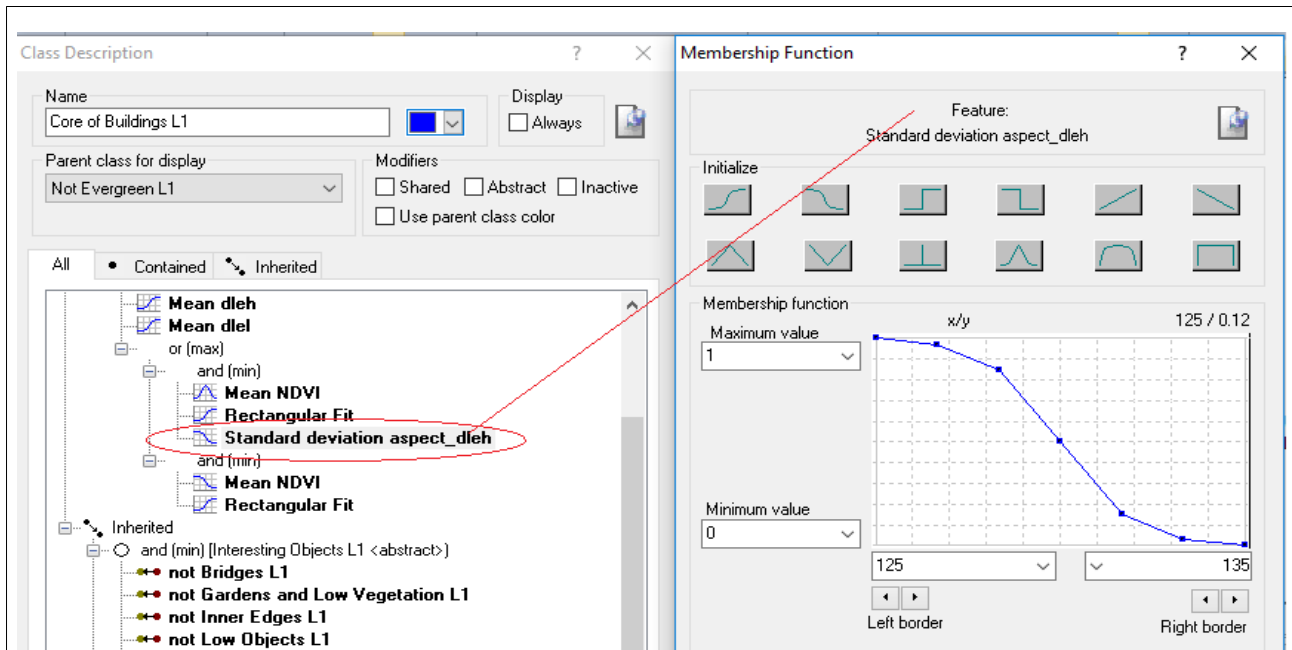 Class Description ? ×
Name
Core of Buildings L1
Display
Always
Parent class for display
Not Evergreen L1
Modifiers
Shared Abstract Inactive
Use parent class color
All Contained Inherited
Mean dleh
Mean dlel
or (max)
and (min)
Mean NDVI
Rectangular Fit
Standard deviation aspect_dleh
and (min)
Mean NDVI
Rectangular Fit
Inherited
and (min) [Interesting Objects L1 <abstract>)
not Bridges L1
not Gardens and Low Vegetation L1
not Inner Edges L1
not Low Objects L1
Membership Function ? ×
Feature:
Standard deviation aspect_dleh
Initialize
Membership function
Maximum value
1
x/y
125 / 0.12
Minimum value
0
125
135
Left border
Right border